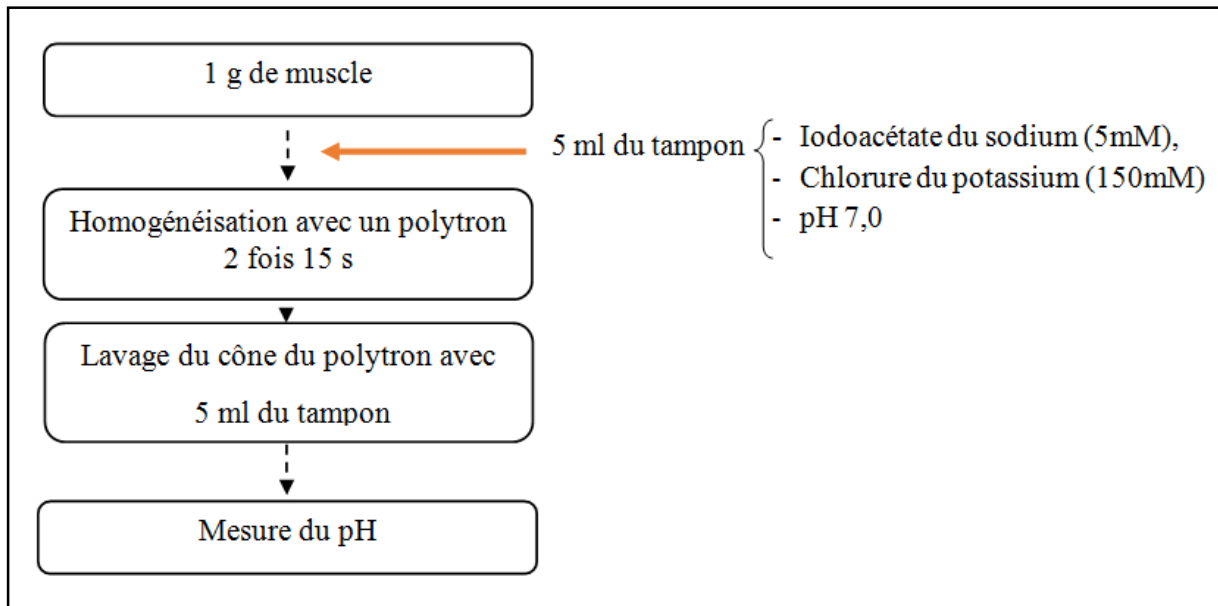 1 g de muscle
5 ml du tampon
- Iodoacétate du sodium (5mM),
- Chlorure du potassium (150mM)
- pH 7,0
Homogénéisation avec un polytron
2 fois 15 s
Lavage du cône du polytron avec
5 ml du tampon
Mesure du pH